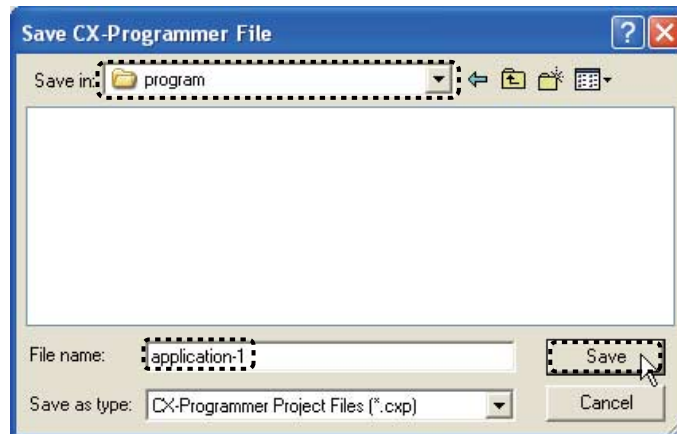 Save CX-Programmer File
Save in: program
File name: application-1 Save
Save as type: CX-Programmer Project Files (*.cxp) Cancel